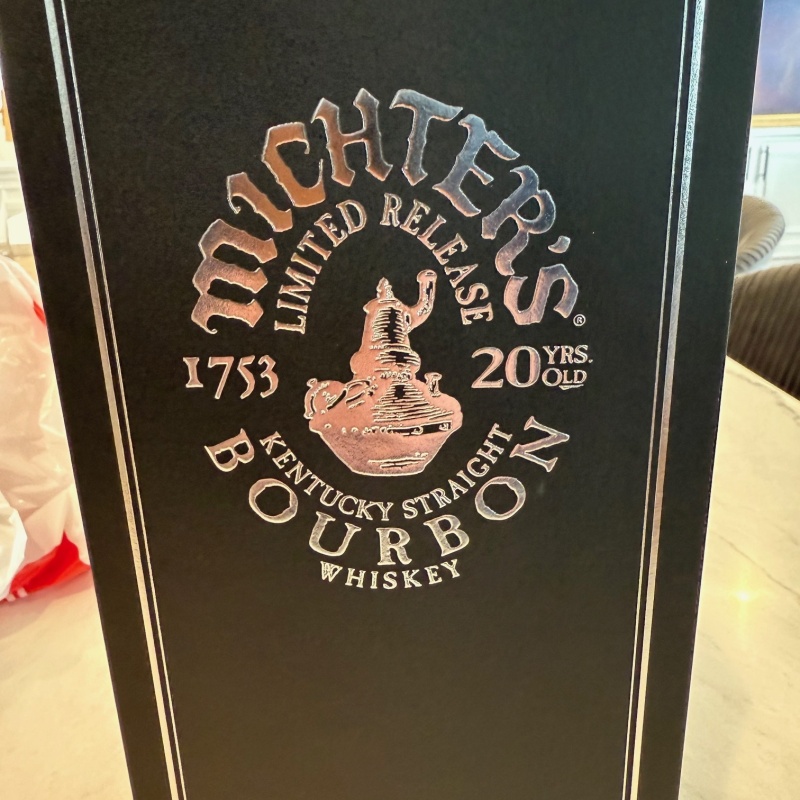 MICHTER'S®
LIMITED RELEASE
1753
20 YRS. OLD
KENTUCKY STRAIGHT
BOURBON
WHISKEY